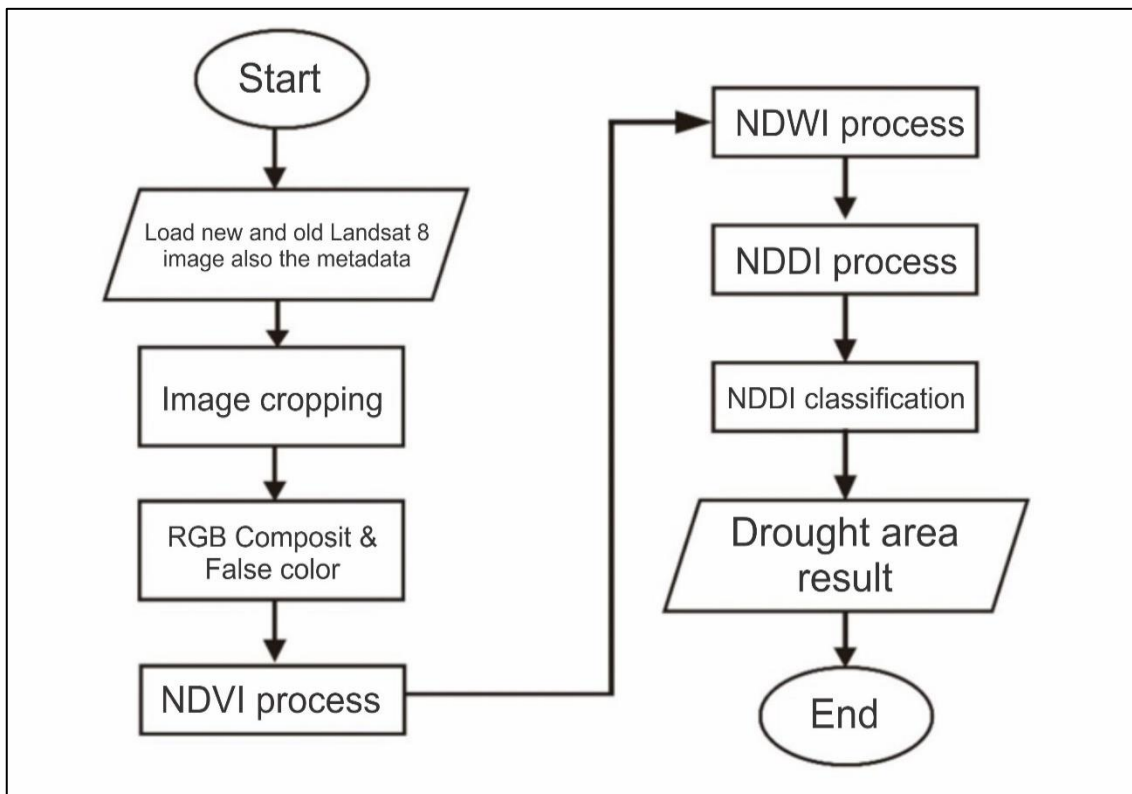 Start
Load new and old Landsat 8
image also the metadata
Image cropping
RGB Composit &
False color
NDVI process
NDWI process
NDDI process
NDDI classification
Drought area
result
End